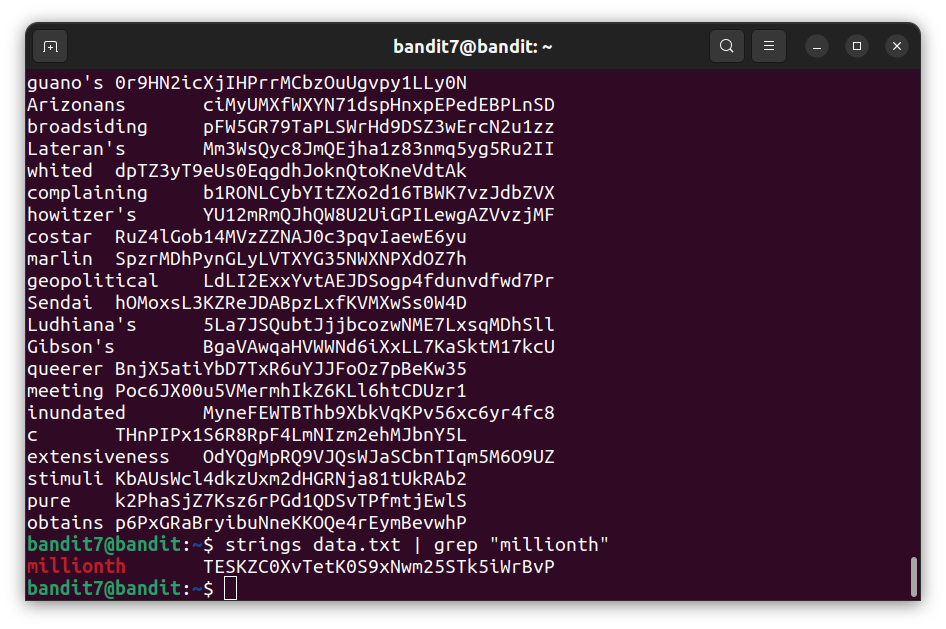 bandit7@bandit: ~
guano's 0r9HN2icXjIHPrrMCbzOuUgvpy1LLy0N
Arizonans ciMyUMXfWXYN71dspHnxpEPedEBPLnSD
broadsiding pFW5GR79TaPLSWrHd9DSZ3wErcN2u1zz
Lateran's Mm3WsQyc8JmQEjha1z83nmq5yg5Ru2II
whited dpTZ3yT9eUs0EqgdhJoknQtoKneVdtAk
complaining b1RONLCybYItZXo2d16TBWK7vzJdbZVX
howitzer's YU12mRmQJhQW8U2UiGPILewgAZVvzjMF
costar RuZ4lGob14MVzZZNAJ0c3pqvIaewE6yu
marlin SpzrMDhPynGLyLVTXYG35NWXNPXdOZ7h
geopolitical LdLI2ExxYvtAEJDSogp4fdunvdfwd7Pr
Sendai hOMoxsL3KZReJDABpzLxfKVMXwSs0W4D
Ludhiana's 5La7JSQubtJjjbcozwNME7LxsqMDhSll
Gibson's BgaVAwqaHVWWNd6iXxLL7KaSktM17kcU
queerer BnjX5atiYbD7TxR6uYJJFoOz7pBeKw35
meeting Poc6JX00u5VMermhIkZ6KLl6htCDUzr1
inundated MyneFEWTBThb9XbkVqKPv56xc6yr4fc8
c THnPIPx1S6R8RpF4LmNIzm2ehMJbnY5L
extensiveness OdYQgMpRQ9VJQsWJaSCbnTIqm5M6O9UZ
stimuli KbAUsWcl4dkzUxm2dHGRNja81tUkRAb2
pure k2PhaSjZ7Ksz6rPGd1QDSvTPfmtjEwlS
obtains p6PxGRaBryibuNneKKOQe4rEymBevwhP
bandit7@bandit:~$ strings data.txt | grep "millionth"
millionth TESKZC0XvTetK0S9xNwm25STk5iWrBvP
bandit7@bandit:~$